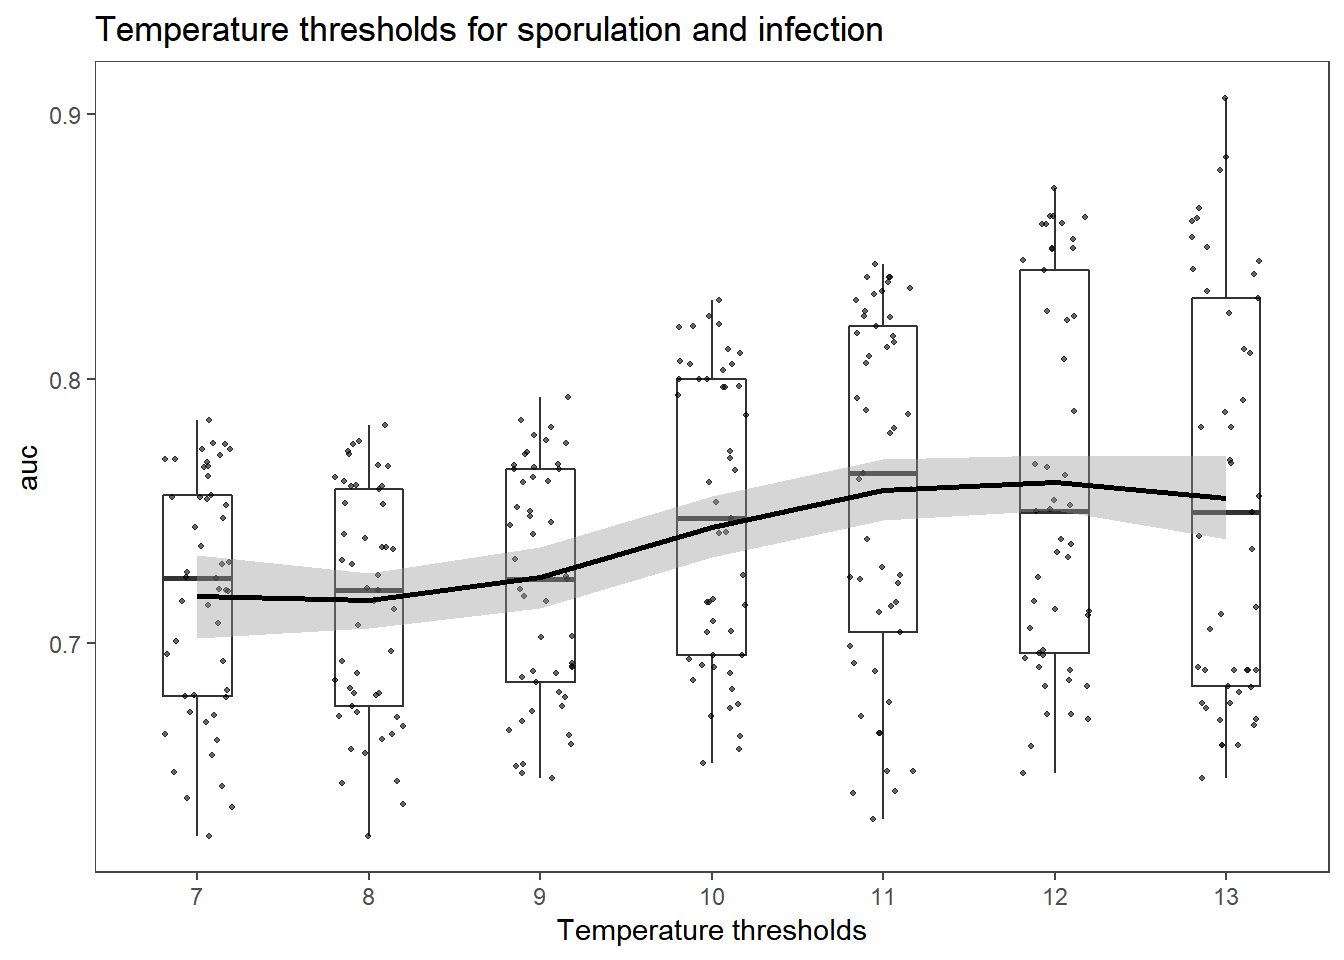 Temperature thresholds for sporulation and infection
0.9
0.8
0.7
auc
7 8 9 10 11 12 13
Temperature thresholds